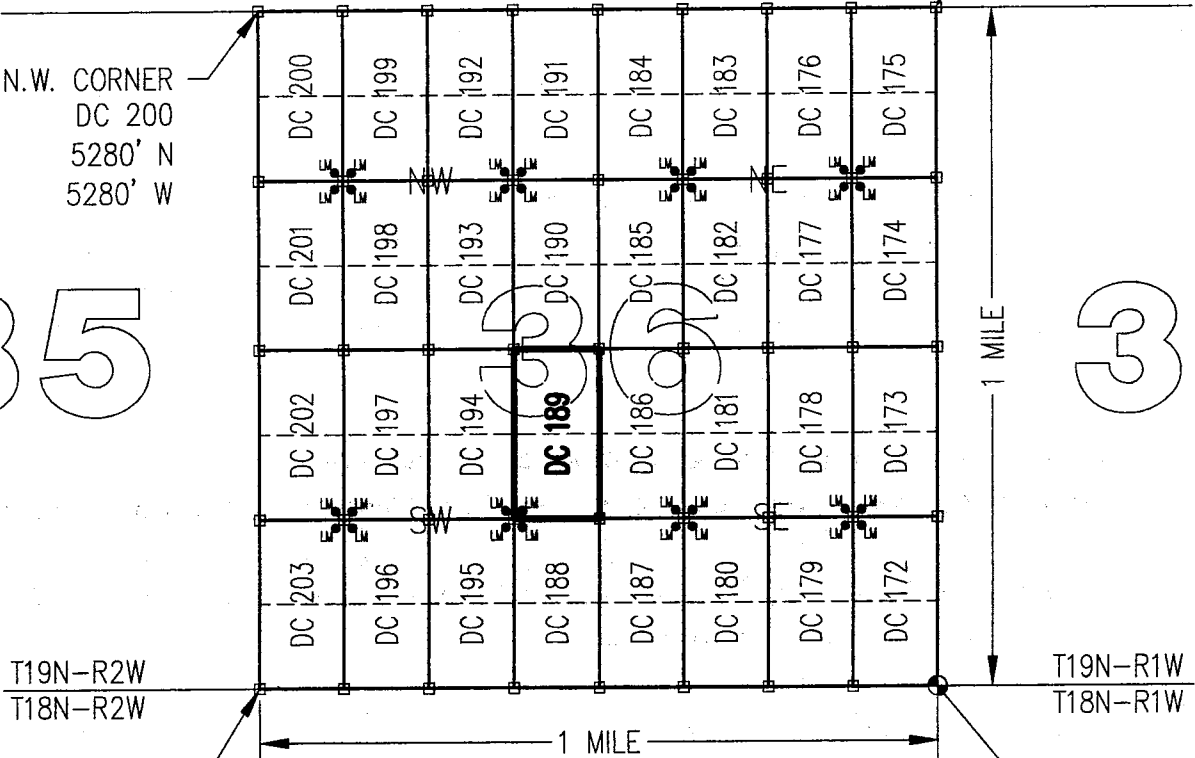 N.W. CORNER
DC 200
5280' N
5280' W
DC 200
DC 199
DC 192
DC 191
DC 184
DC 183
DC 176
DC 175
LM LM LM LM LM LM LM LM
NW NE
LM LM LM LM LM LM LM LM
DC 201
DC 198
DC 193
DC 190
DC 185
DC 182
DC 177
DC 174
35 36 3
1 MILE
DC 202
DC 197
DC 194
DC 189
DC 186
DC 181
DC 178
DC 173
LM LM LM LM LM LM LM LM
SW SE
LM LM LM LM LM LM LM LM
DC 203
DC 196
DC 195
DC 188
DC 187
DC 180
DC 179
DC 172
T19N-R2W
T18N-R2W
T19N-R1W
T18N-R1W
1 MILE